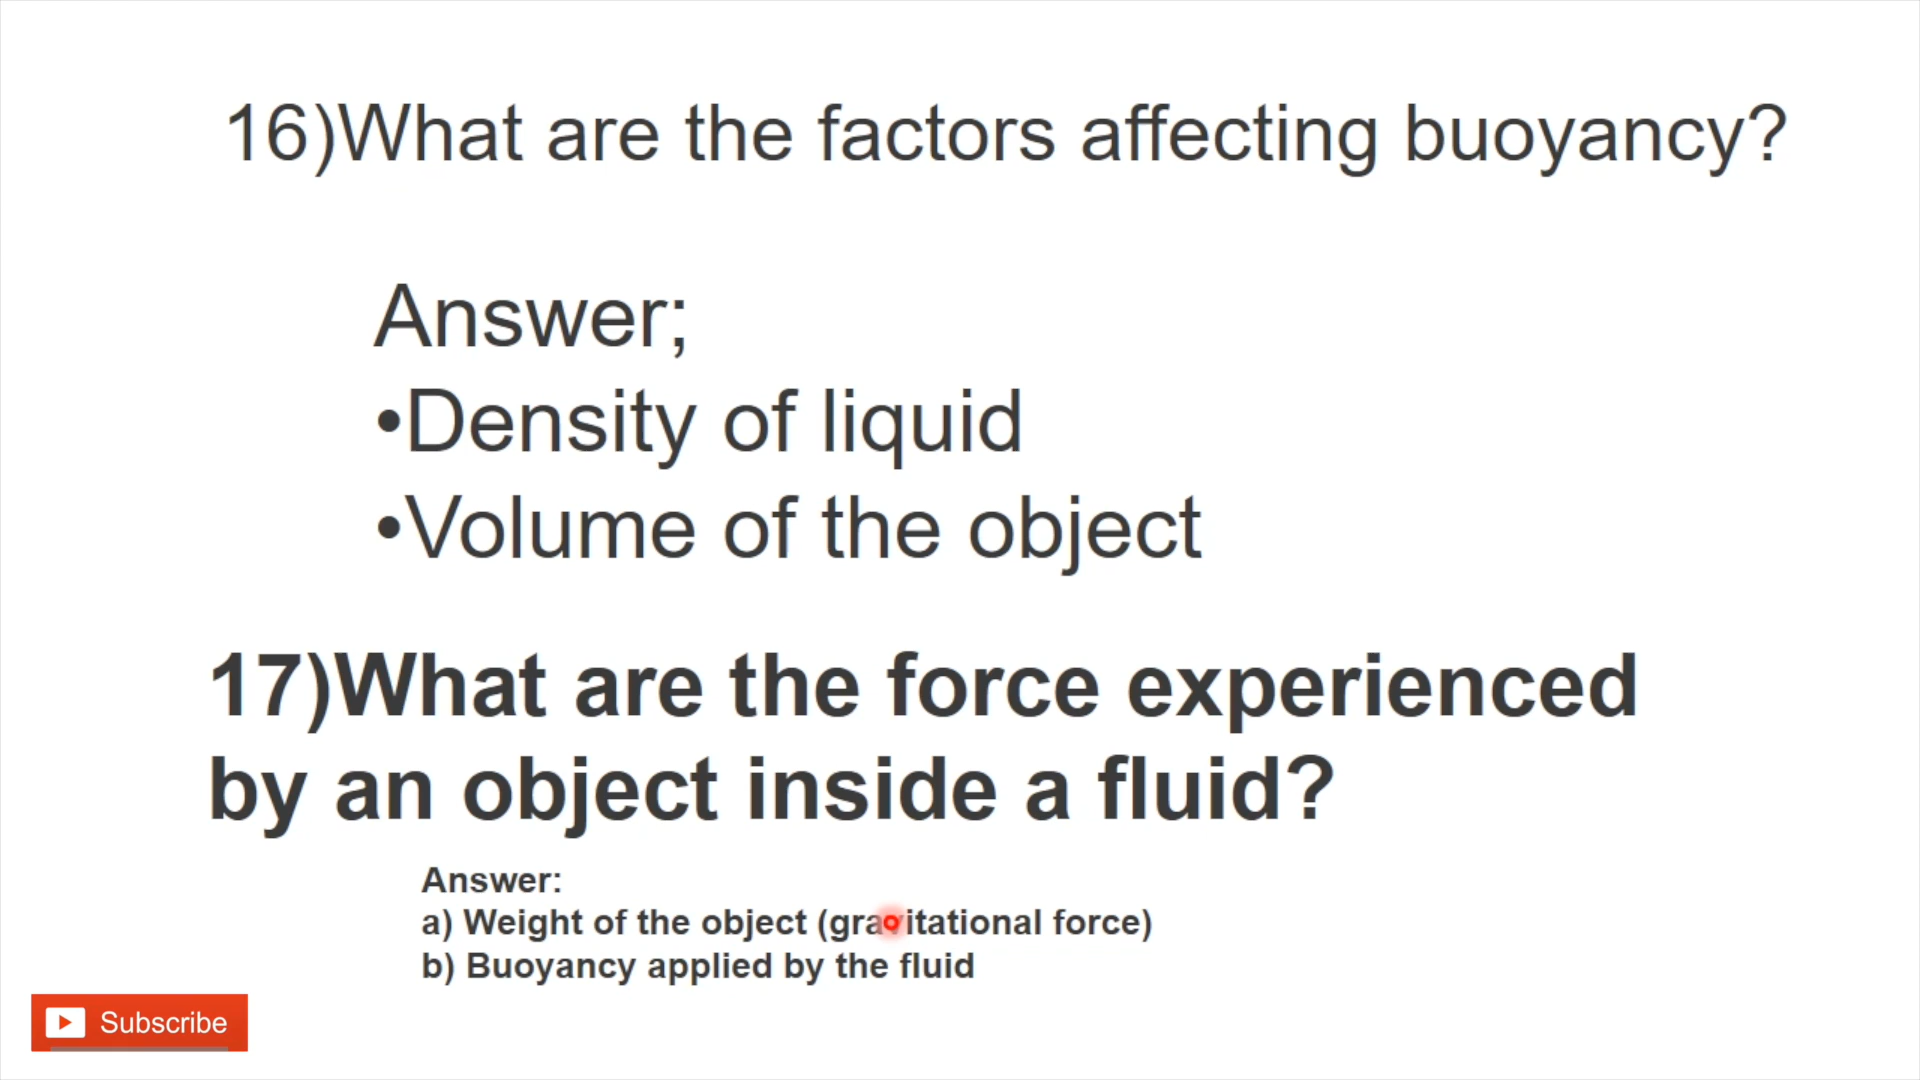 16)What are the factors affecting buoyancy?
Answer;
•Density of liquid
•Volume of the object
17)What are the force experienced
by an object inside a fluid?
Answer:
a) Weight of the object (gravitational force)
b) Buoyancy applied by the fluid
Subscribe